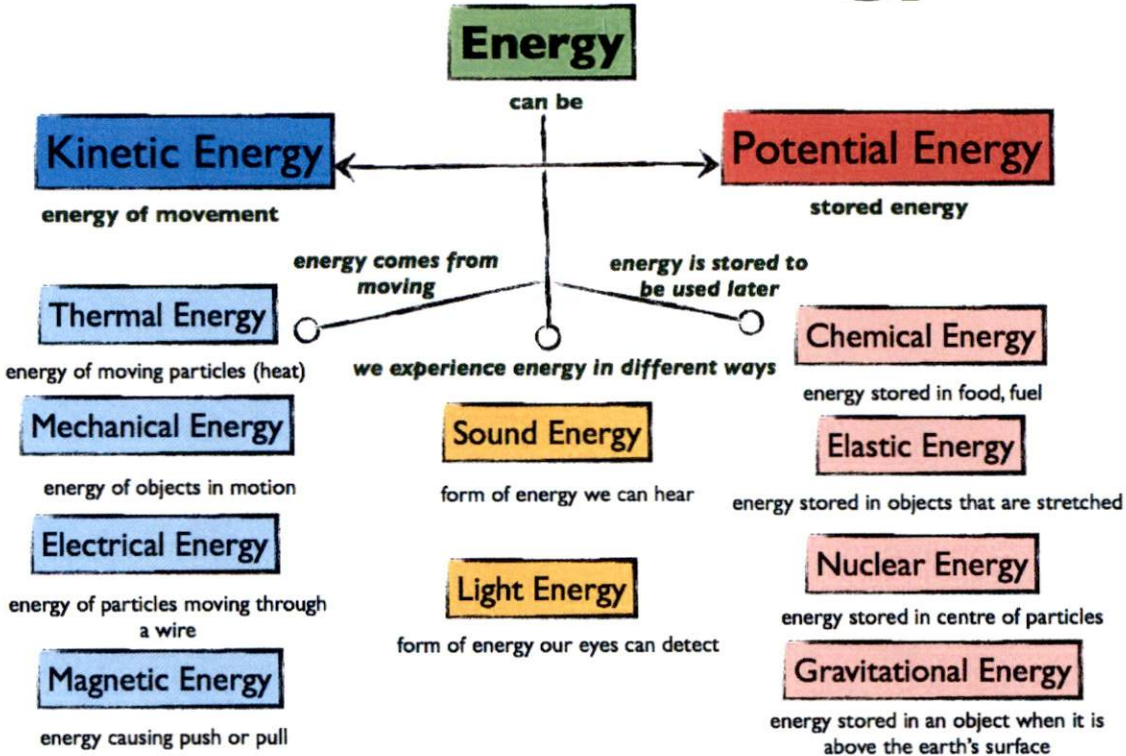 Energy
can be
Kinetic Energy
energy of movement
Potential Energy
stored energy
energy comes from
moving
energy is stored to
be used later
we experience energy in different ways
Thermal Energy
energy of moving particles (heat)
Mechanical Energy
energy of objects in motion
Electrical Energy
energy of particles moving through
a wire
Magnetic Energy
energy causing push or pull
Sound Energy
form of energy we can hear
Light Energy
form of energy our eyes can detect
Chemical Energy
energy stored in food, fuel
Elastic Energy
energy stored in objects that are stretched
Nuclear Energy
energy stored in centre of particles
Gravitational Energy
energy stored in an object when it is
above the earth's surface